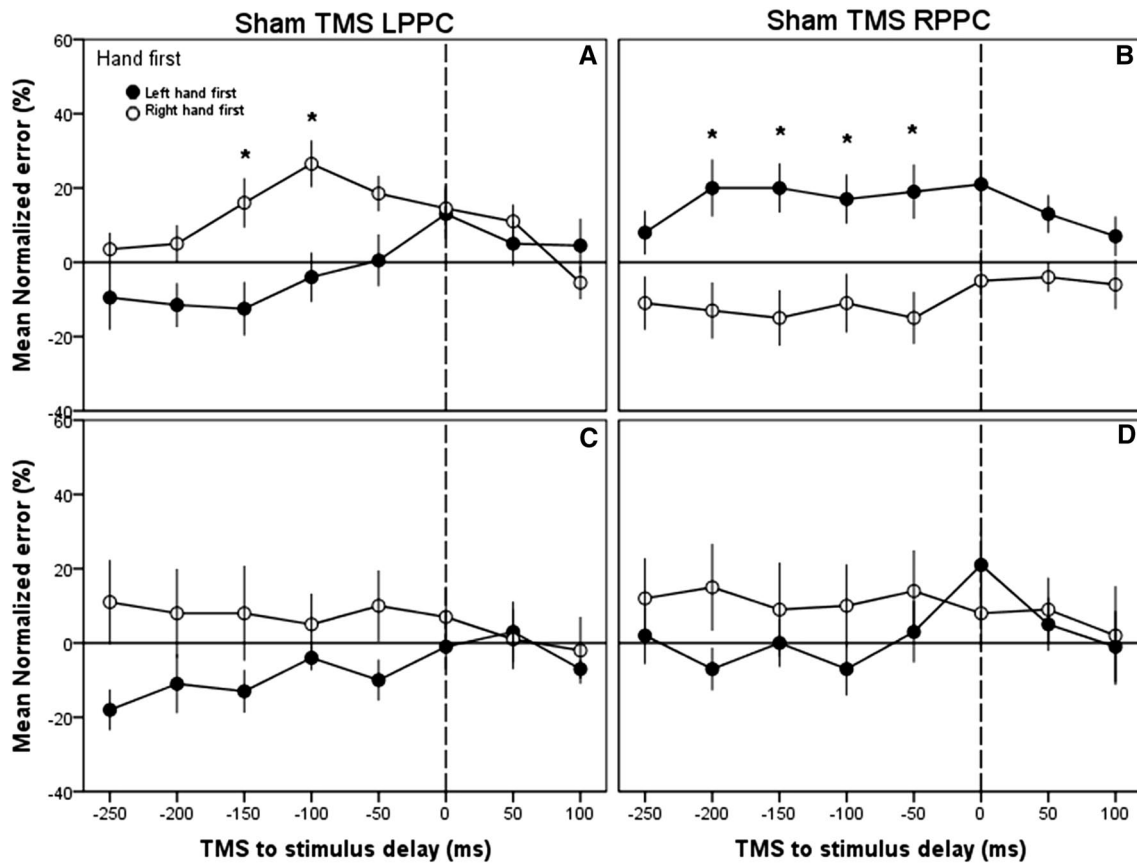 Sham TMS LPPC
Sham TMS RPPC
Mean Normalized error (%)
60
40
20
0
-20
-40
Hand first
Left hand first
Right hand first
A
*
*
B
*
*
*
*
Mean Normalized error (%)
60
40
20
0
-20
-40
C
D
-250 -200 -150 -100 -50 0 50 100
-250 -200 -150 -100 -50 0 50 100
TMS to stimulus delay (ms)
TMS to stimulus delay (ms)